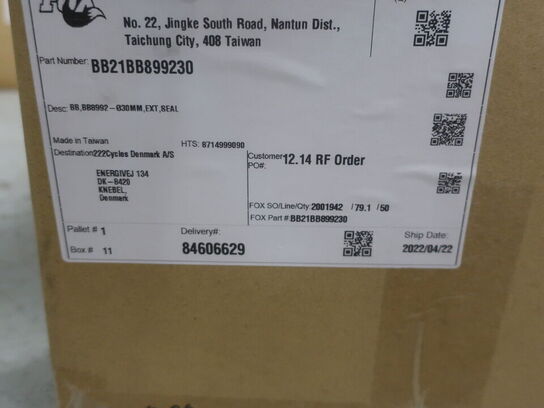 FOX
No. 22, Jingke South Road, Nantun Dist.,
Taichung City, 408 Taiwan
Part Number: BB21BB899230
Desc: BB,BB8992-Ø30MM,EXT,SEAL
Made in Taiwan
HTS: 8714999090
Destination: 222Cycles Denmark A/S
ENERGIVEJ 134
DK-8420
KNEBEL,
Denmark
Customer PO#: 12.14 RF Order
FOX SO/Line/Qty: 2001942 /79.1 /50
FOX Part # BB21BB899230
Pallet # 1
Box # 11
Delivery#:
84606629
Ship Date:
2022/04/22